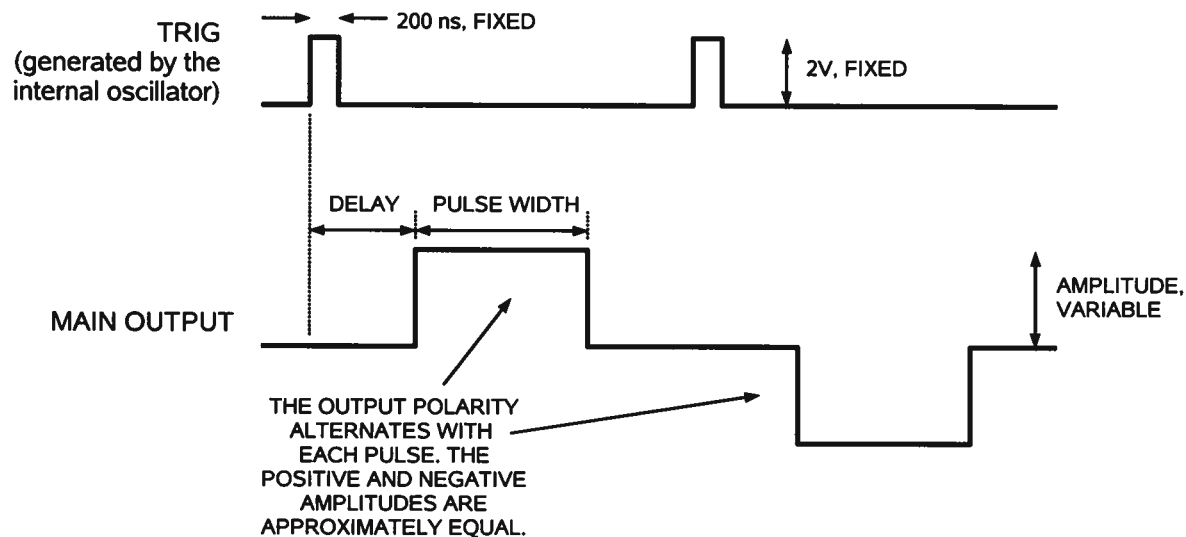 TRIG
(generated by the
internal oscillator)
200 ns, FIXED
2V, FIXED
DELAY
PULSE WIDTH
MAIN OUTPUT
AMPLITUDE,
VARIABLE
THE OUTPUT POLARITY
ALTERNATES WITH
EACH PULSE. THE
POSITIVE AND NEGATIVE
AMPLITUDES ARE
APPROXIMATELY EQUAL.